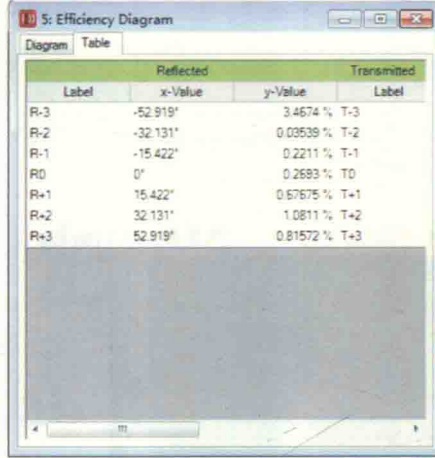 5: Efficiency Diagram
Diagram Table
Reflected Transmitted
Label x-Value y-Value Label
R-3 -52.919° 3.4674 % T-3
R-2 -32.131° 0.03539 % T-2
R-1 -15.422° 0.2211 % T-1
R0 0° 0.2693 % T0
R+1 15.422° 0.67675 % T+1
R+2 32.131° 1.0811 % T+2
R+3 52.919° 0.81572 % T+3